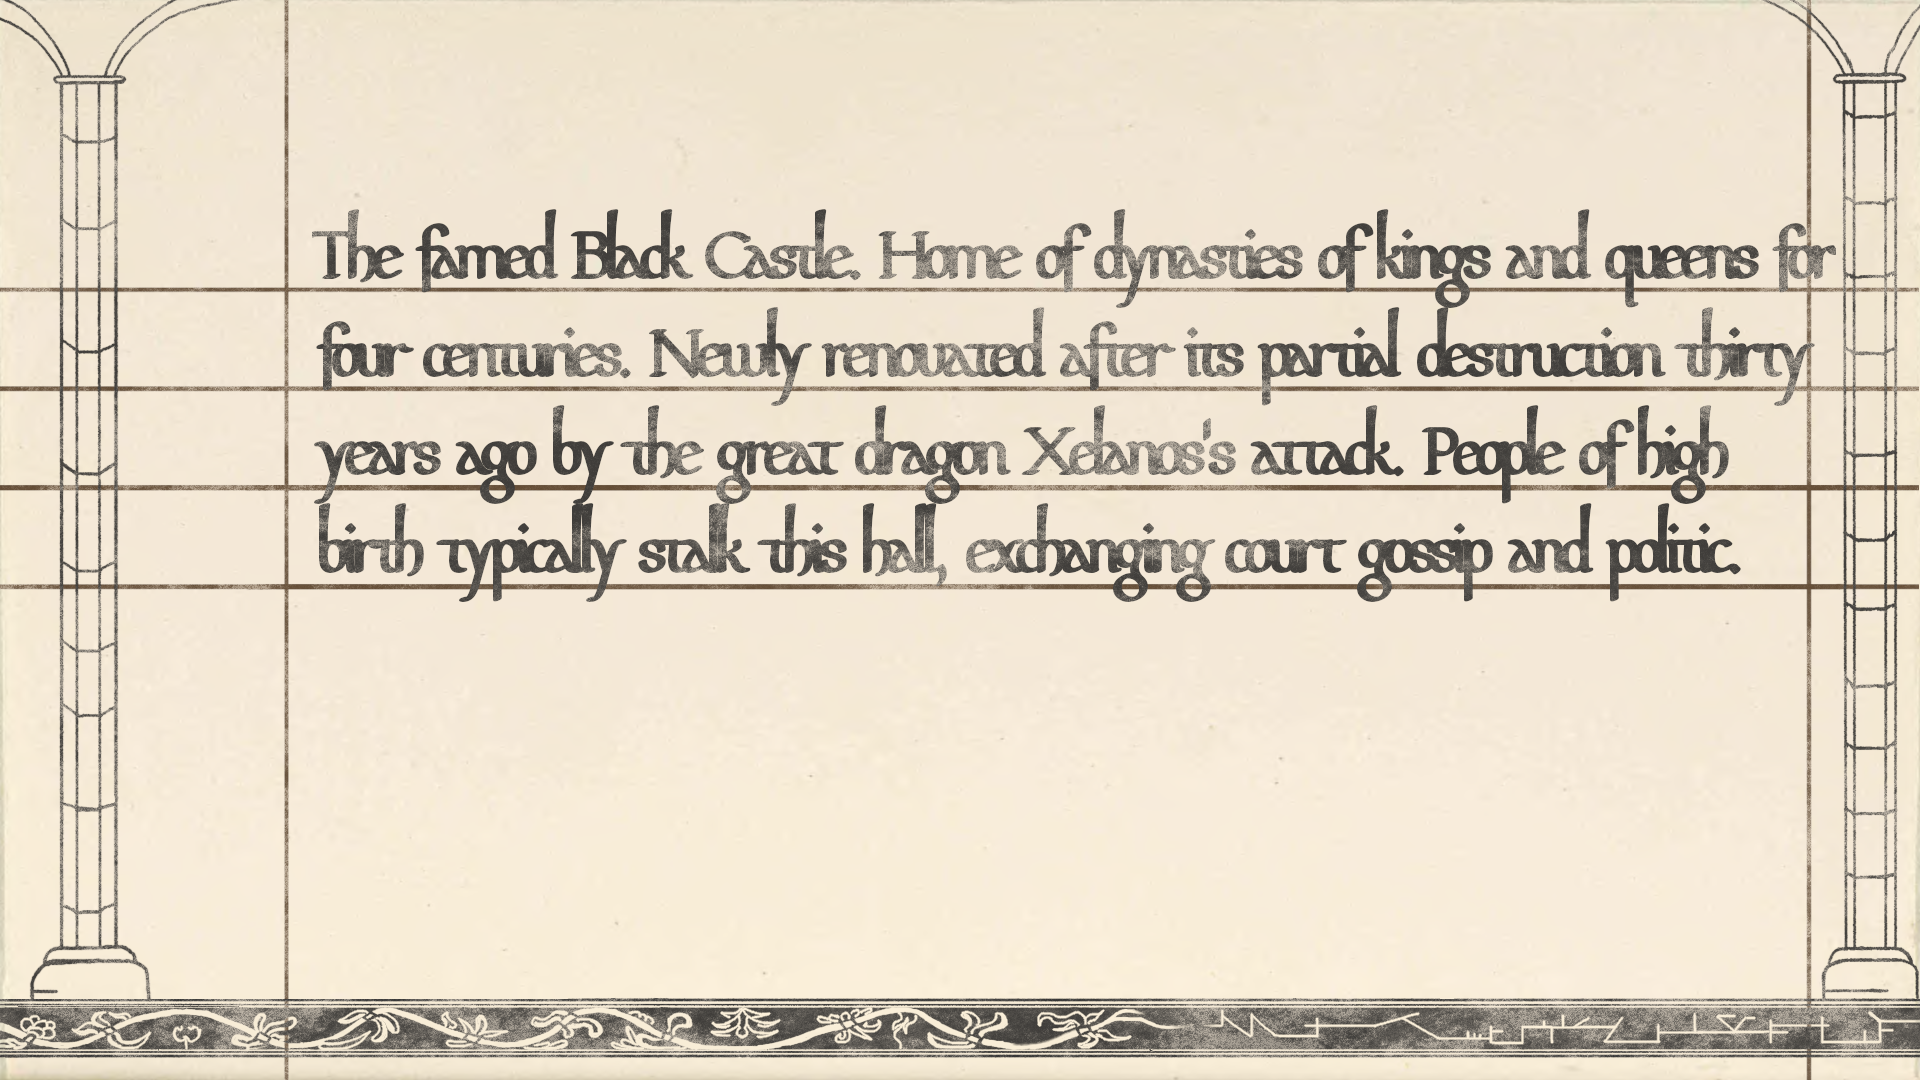 The famed Black Castle. Home of dynasties of kings and queens for
four centuries. Newly renovated after its partial destruction thirty
years ago by the great dragon Xelanos's attack. People of high
birth typically stalk this hall, exchanging court gossip and politic.